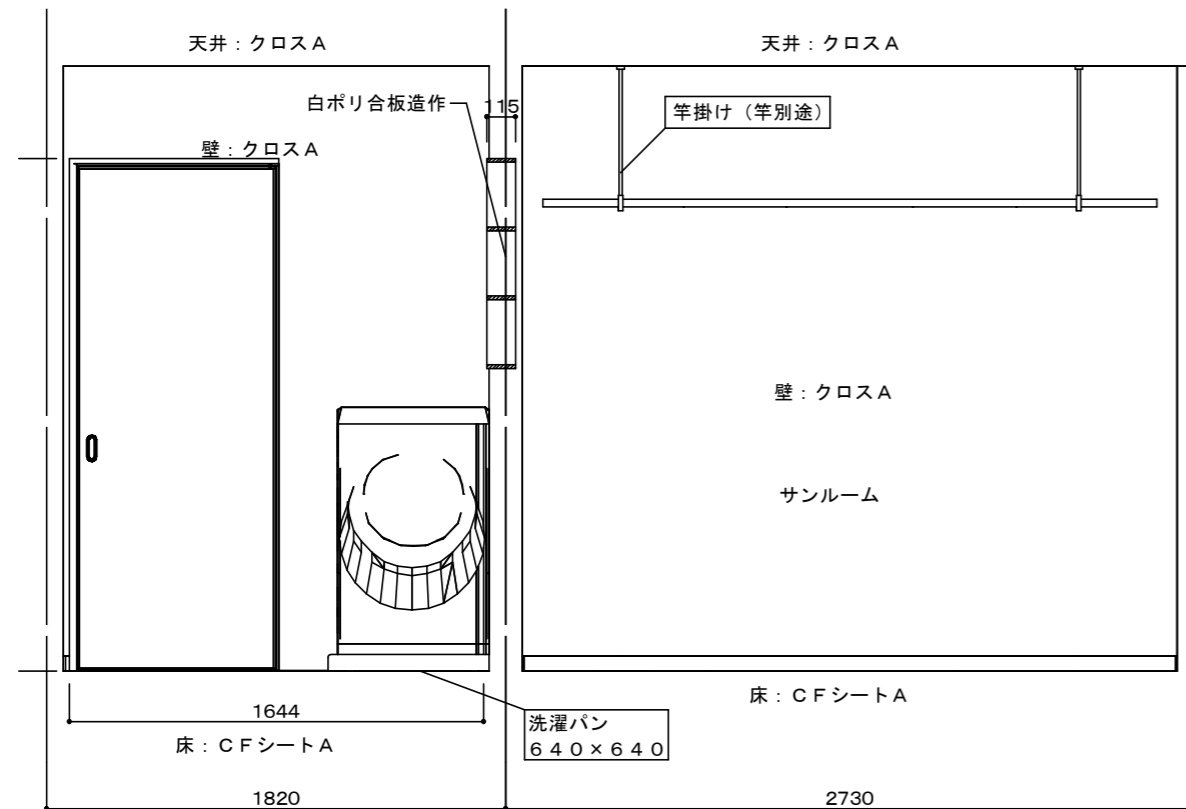 天井：クロスＡ
天井：クロスＡ
白ポリ合板造作
115
竿掛け（竿別途）
壁：クロスＡ
壁：クロスＡ
サンルーム
床：ＣＦシートＡ
1644
洗濯パン
６４０×６４０
床：ＣＦシートＡ
1820
2730